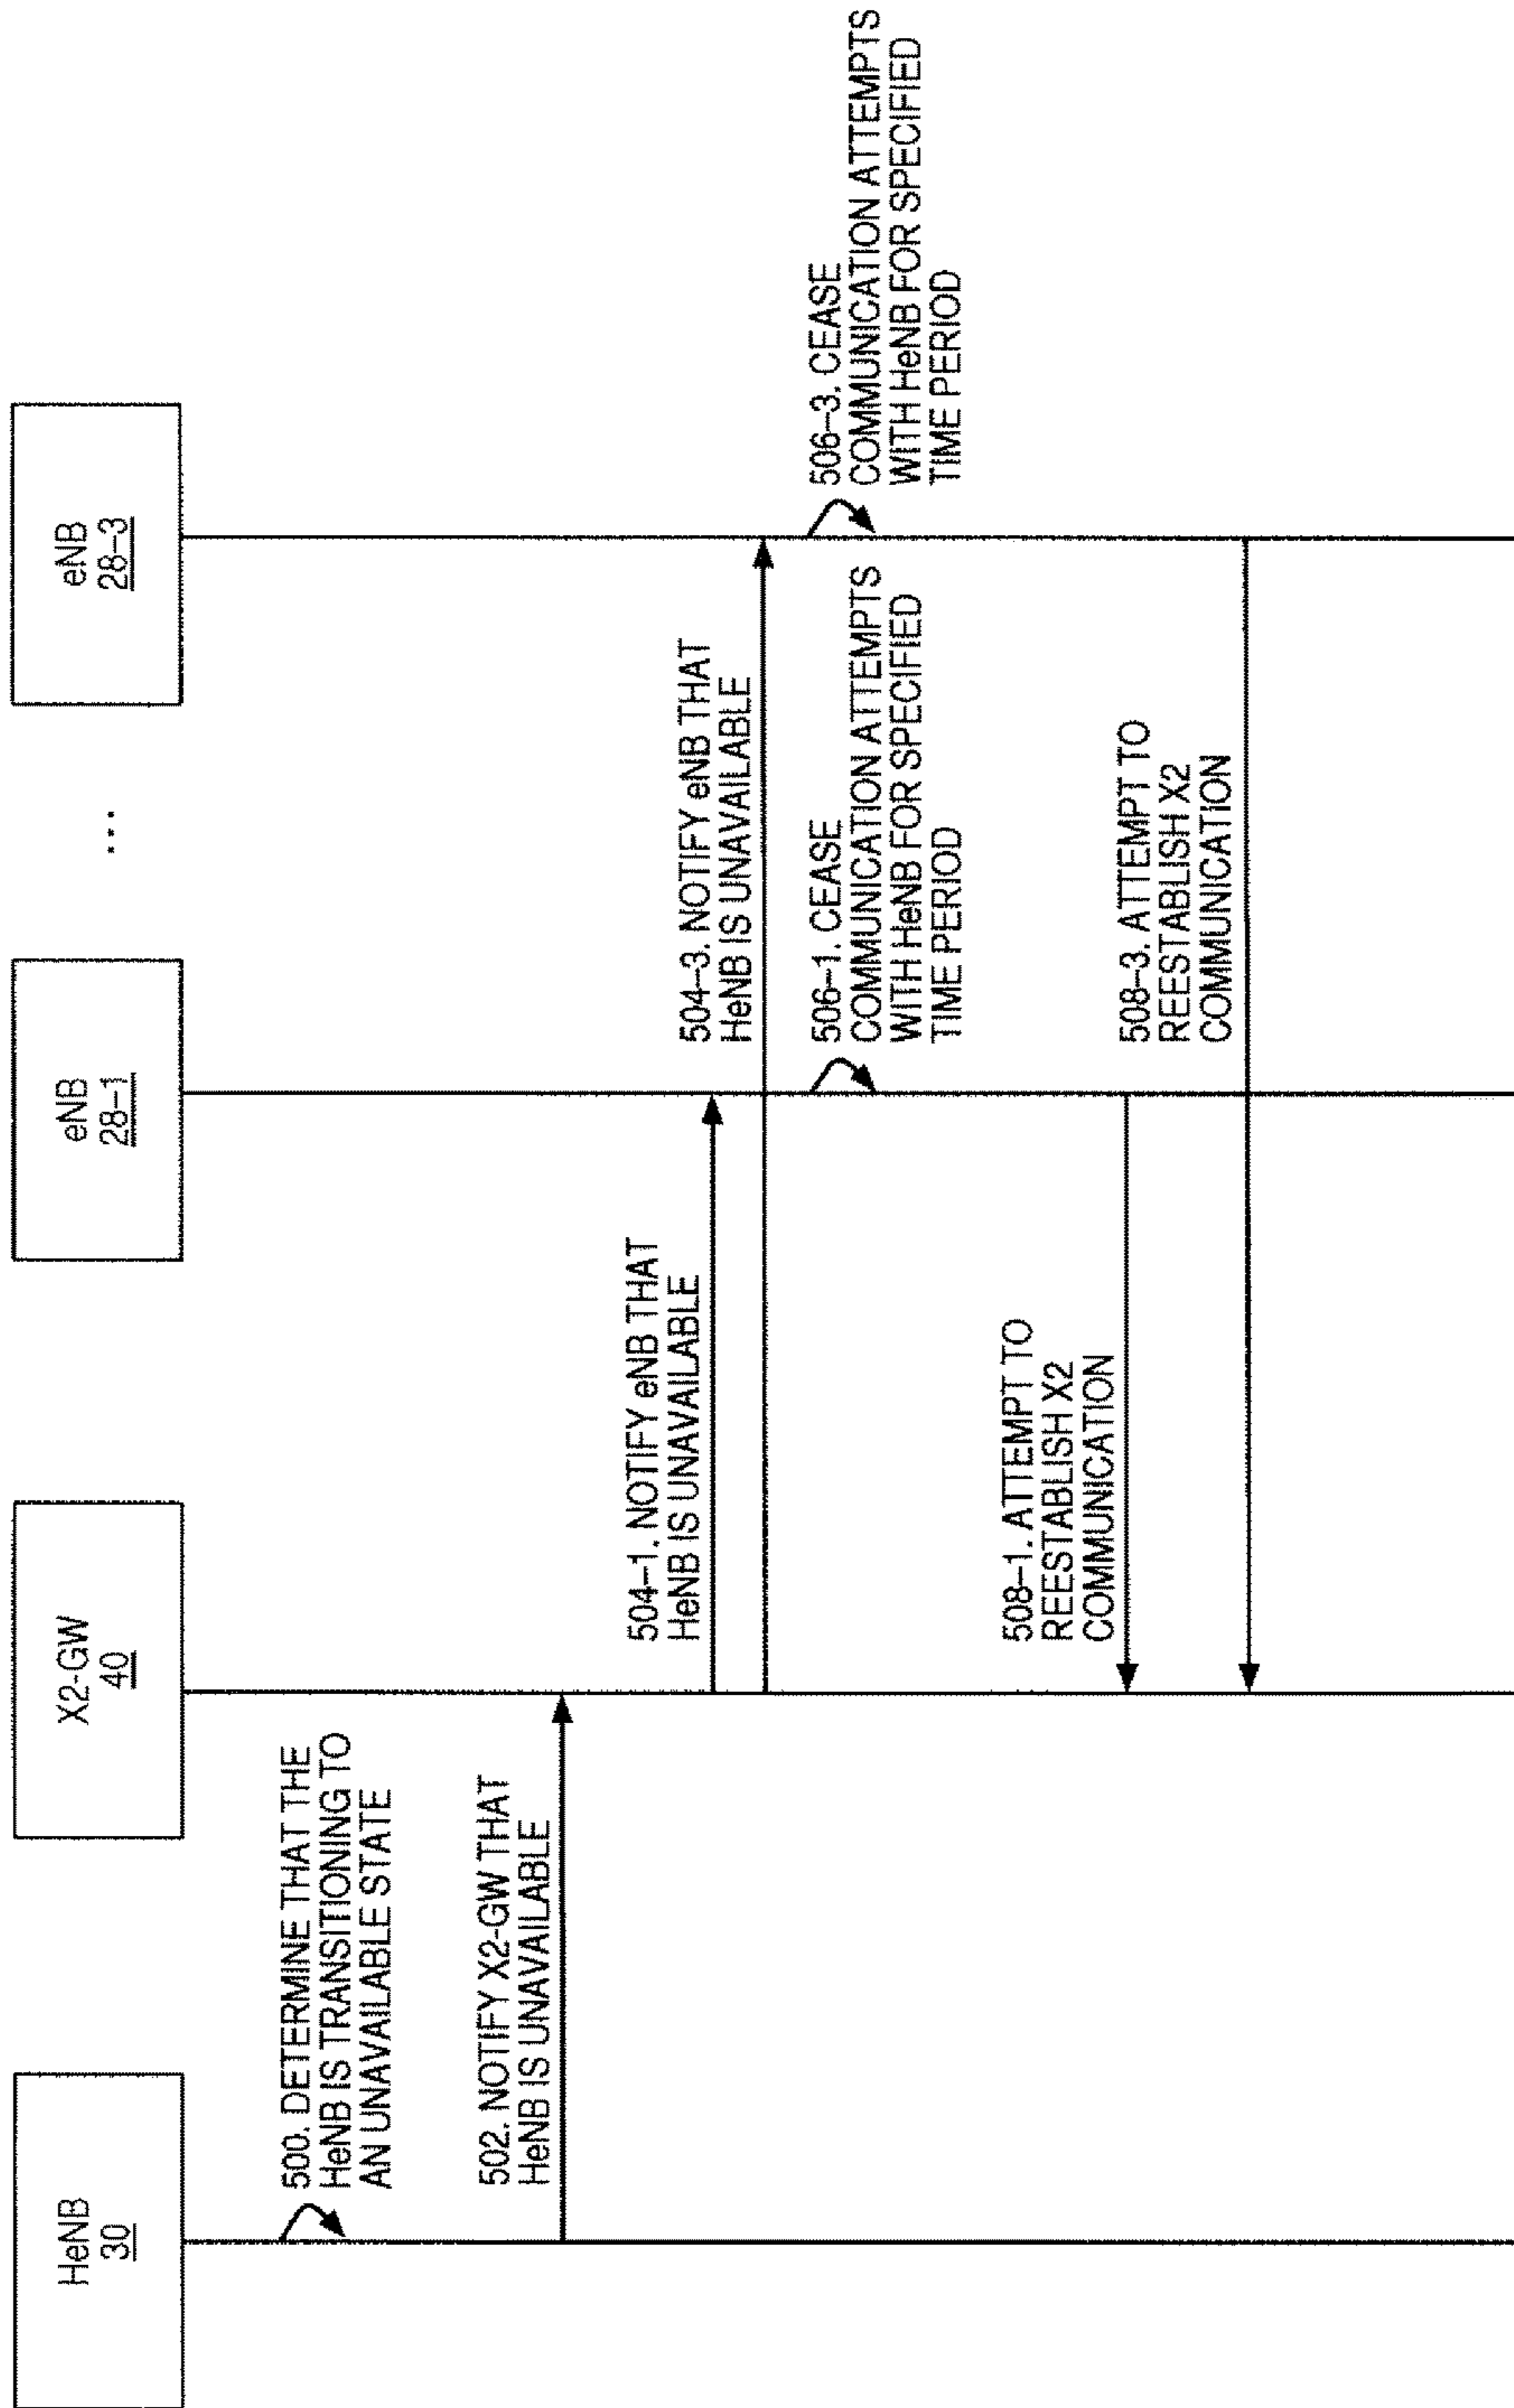 HeNB
30
X2-GW
40
eNB
28-1
...
eNB
28-3
500. DETERMINE THAT THE
HeNB IS TRANSITIONING TO
AN UNAVAILABLE STATE
502. NOTIFY X2-GW THAT
HeNB IS UNAVAILABLE
504-1. NOTIFY eNB THAT
HeNB IS UNAVAILABLE
504-3. NOTIFY eNB THAT
HeNB IS UNAVAILABLE
506-1. CEASE
COMMUNICATION ATTEMPTS
WITH HeNB FOR SPECIFIED
TIME PERIOD
506-3. CEASE
COMMUNICATION ATTEMPTS
WITH HeNB FOR SPECIFIED
TIME PERIOD
508-1. ATTEMPT TO
REESTABLISH X2
COMMUNICATION
508-3. ATTEMPT TO
REESTABLISH X2
COMMUNICATION